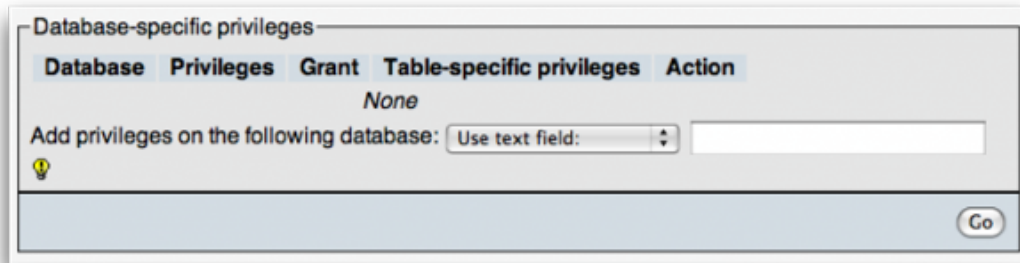 Database-specific privileges
Database Privileges Grant Table-specific privileges Action
None
Add privileges on the following database: Use text field:
Go